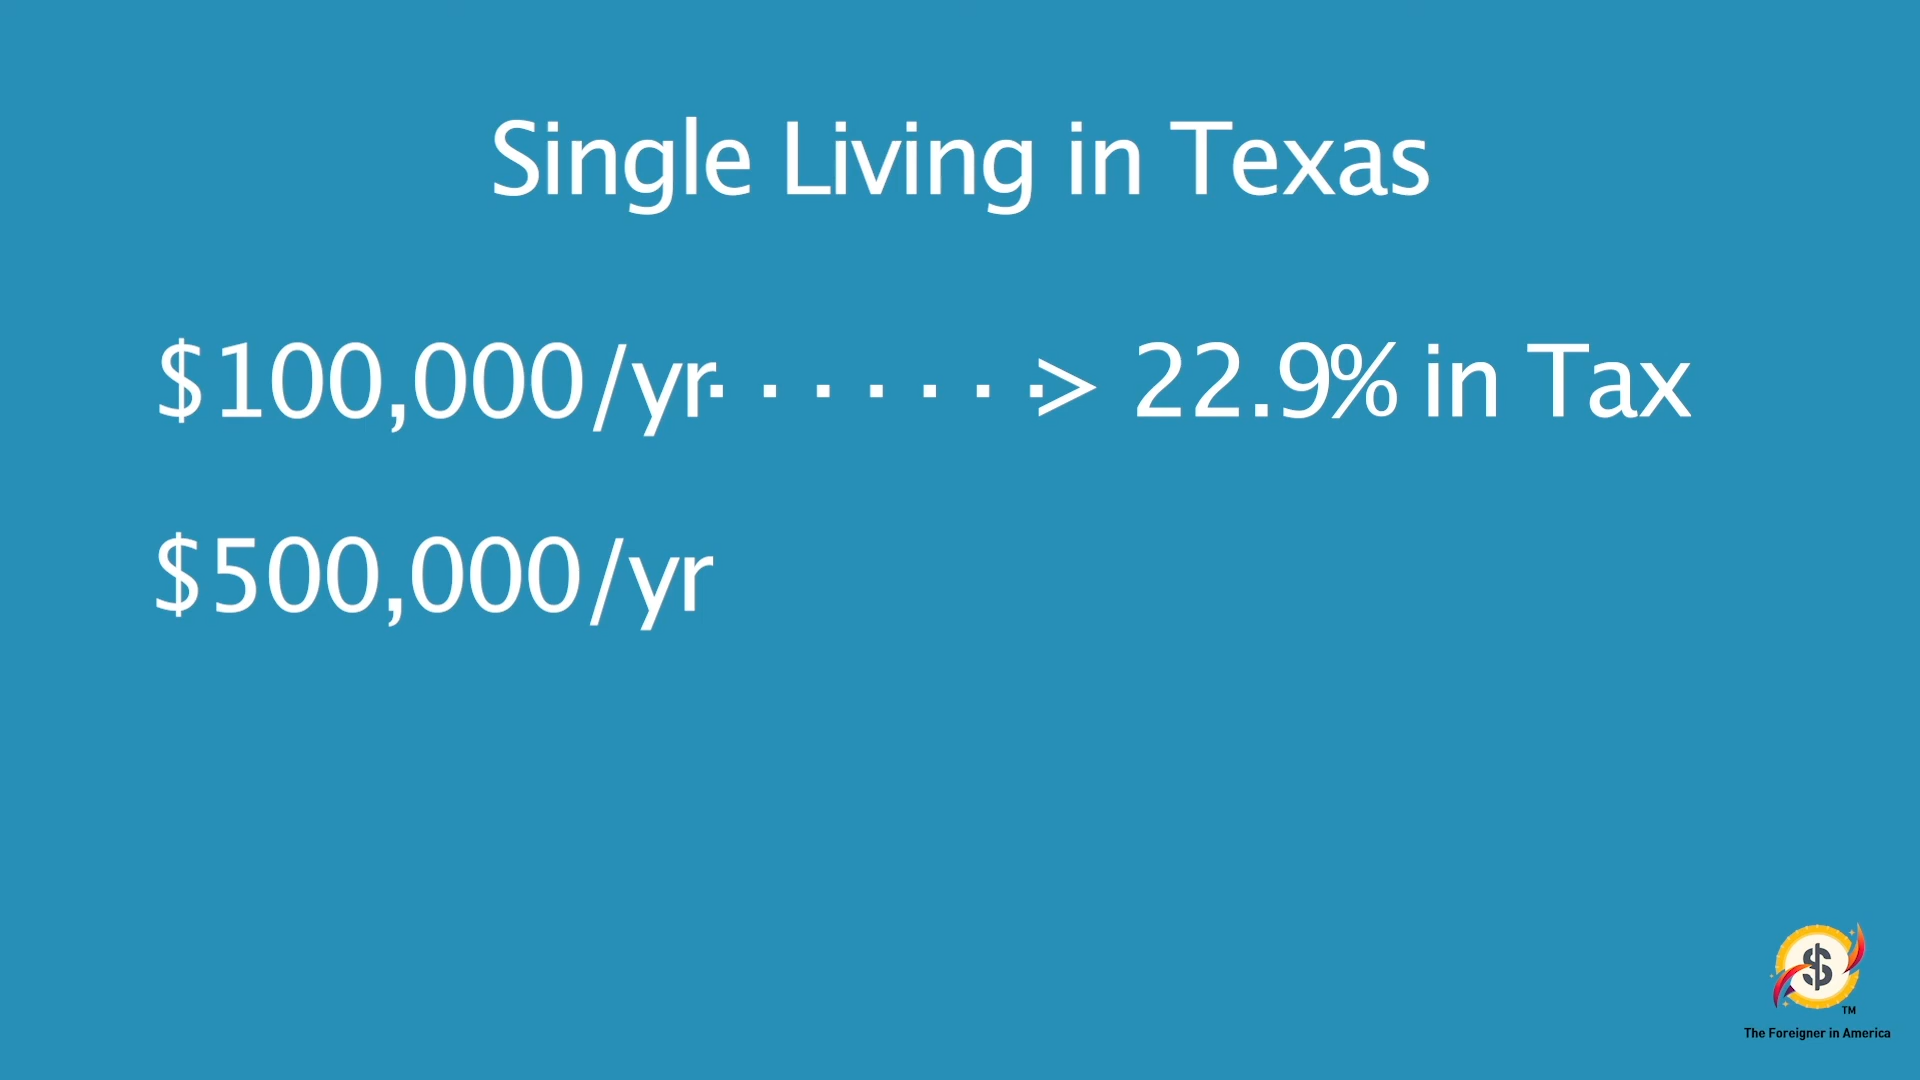 Single Living in Texas
$100,000/yr.......> 22.9% in Tax
$500,000/yr
$
TM
The Foreigner in America